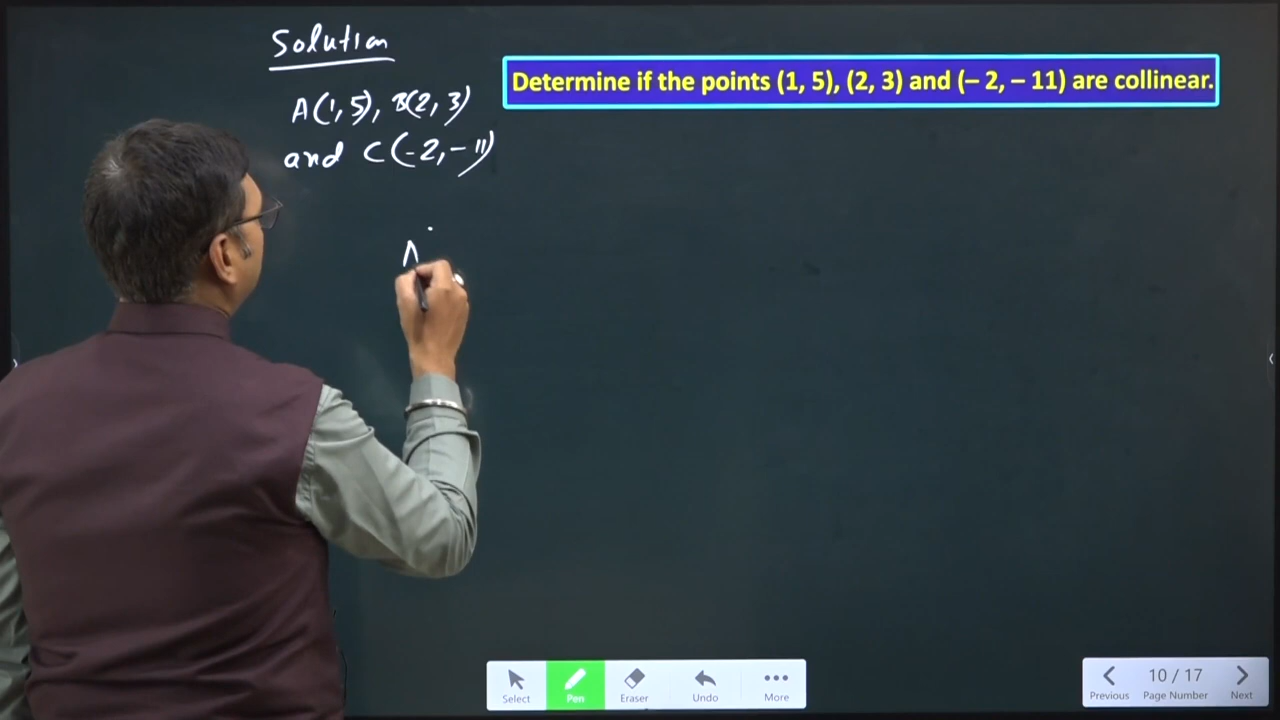 Solution
Determine if the points (1, 5), (2, 3) and (– 2, – 11) are collinear.
A(1, 5), B(2, 3)
and C(-2, -11)
A
Select
Pen
Eraser
Undo
More
Previous
10 / 17
Page Number
Next